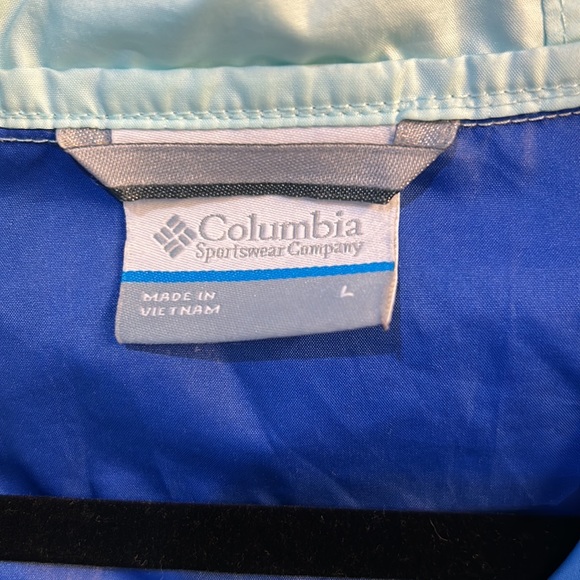 Columbia
Sportswear Company
MADE IN L
VIETNAM